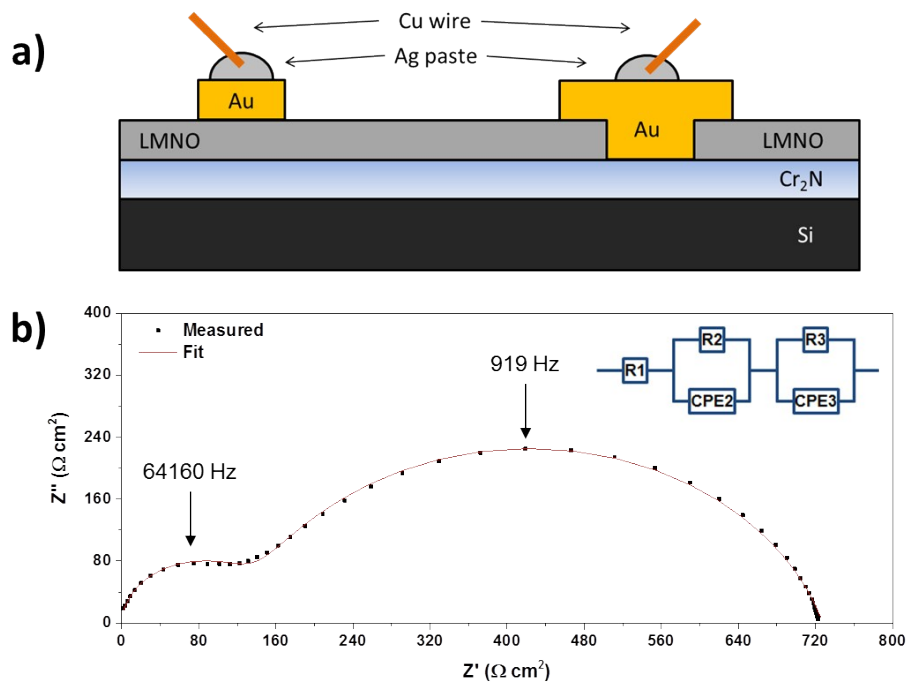 a)
Cu wire
Ag paste
Au
Au
LMNO
LMNO
Cr₂N
Si
b)
400
320
240
160
80
0
Z'' (Ω cm²)
Measured
Fit
64160 Hz
919 Hz
R1
R2
CPE2
R3
CPE3
0 80 160 240 320 400 480 560 640 720 800
Z' (Ω cm²)